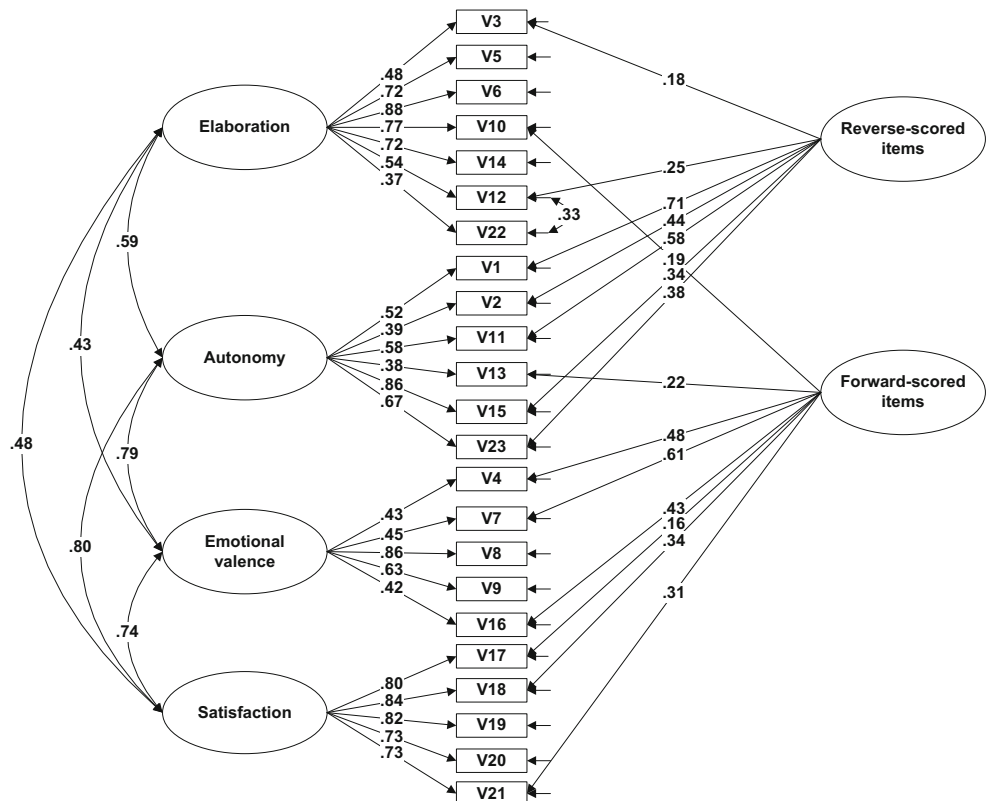 V3
V5
V6
V10
V14
V12
V22
V1
V2
V11
V13
V15
V23
V4
V7
V8
V9
V16
V17
V18
V19
V20
V21
Elaboration
Autonomy
Emotional
valence
Satisfaction
Reverse-scored
items
Forward-scored
items
.48
.72
.88
.77
.72
.54
.37
.33
.52
.39
.58
.38
.86
.67
.43
.45
.86
.63
.42
.80
.84
.82
.73
.73
.59
.43
.48
.79
.80
.74
.18
.25
.71
.44
.58
.19
.34
.38
.22
.48
.61
.43
.16
.34
.31